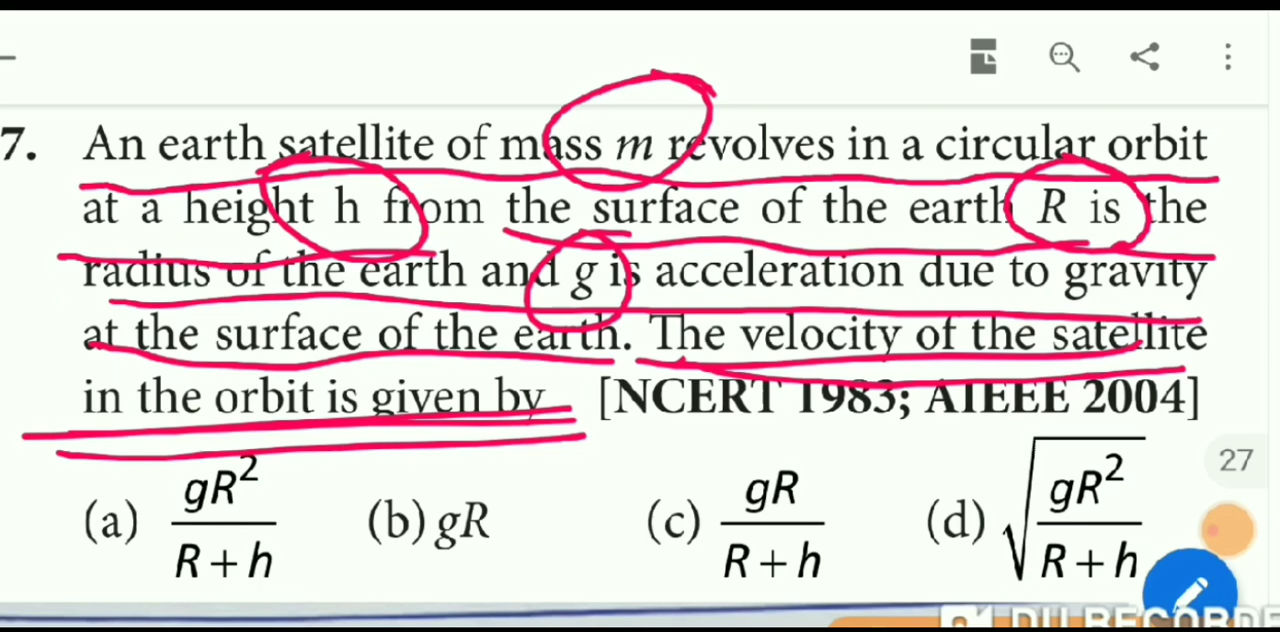 7. An earth satellite of mass m revolves in a circular orbit
at a height h from the surface of the earth R is the
radius of the earth and g is acceleration due to gravity
at the surface of the earth. The velocity of the satellite
in the orbit is given by [NCERT 1983; AIEEE 2004]
27
(a) gR²/R+h (b) gR (c) gR/R+h (d) √gR²/R+h